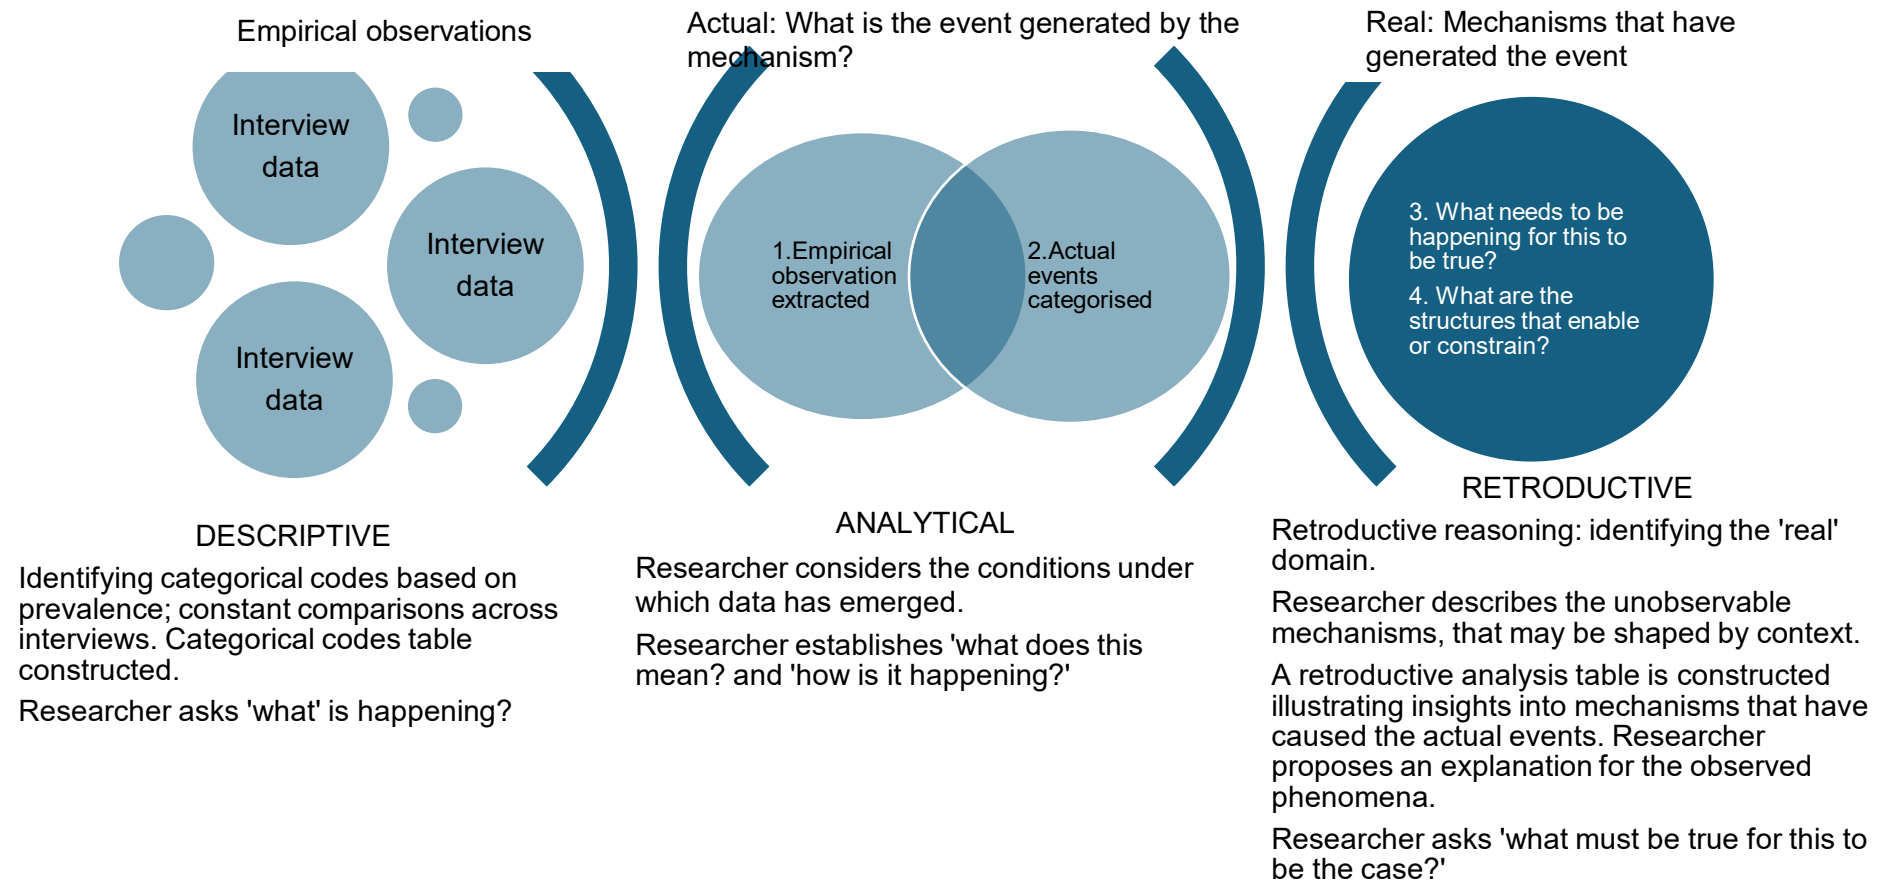 Empirical observations
Interview
data
Interview
data
Interview
data
DESCRIPTIVE
Identifying categorical codes based on
prevalence; constant comparisons across
interviews. Categorical codes table
constructed.
Researcher asks 'what' is happening?
Actual: What is the event generated by the
mechanism?
1.Empirical
observation
extracted
2.Actual
events
categorised
ANALYTICAL
Researcher considers the conditions under
which data has emerged.
Researcher establishes 'what does this
mean? and 'how is it happening?'
Real: Mechanisms that have
generated the event
3. What needs to be
happening for this to
be true?
4. What are the
structures that enable
or constrain?
RETRODUCTIVE
Retroductive reasoning: identifying the 'real'
domain.
Researcher describes the unobservable
mechanisms, that may be shaped by context.
A retroductive analysis table is constructed
illustrating insights into mechanisms that have
caused the actual events. Researcher
proposes an explanation for the observed
phenomena.
Researcher asks 'what must be true for this to
be the case?'